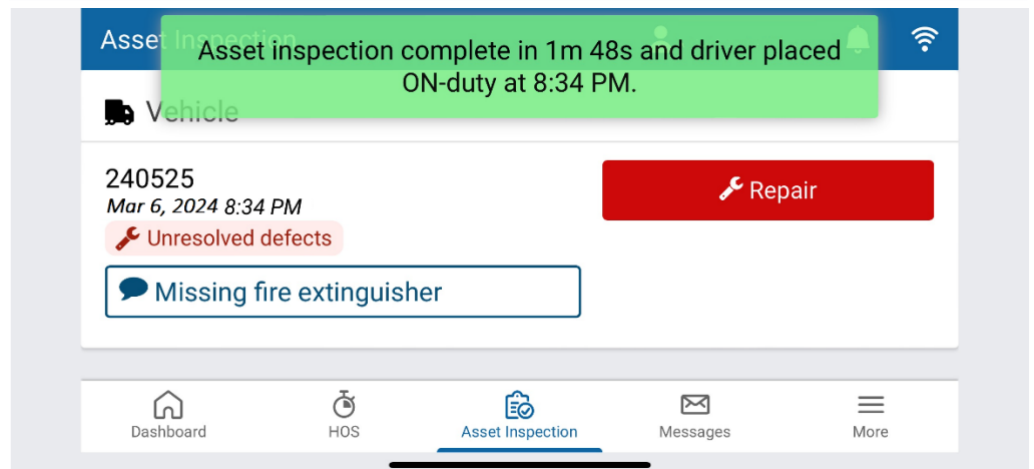 Asset Inspection
Asset inspection complete in 1m 48s and driver placed
ON-duty at 8:34 PM.
Vehicle
240525
Mar 6, 2024 8:34 PM
Unresolved defects
Missing fire extinguisher
Repair
Dashboard
HOS
Asset Inspection
Messages
More